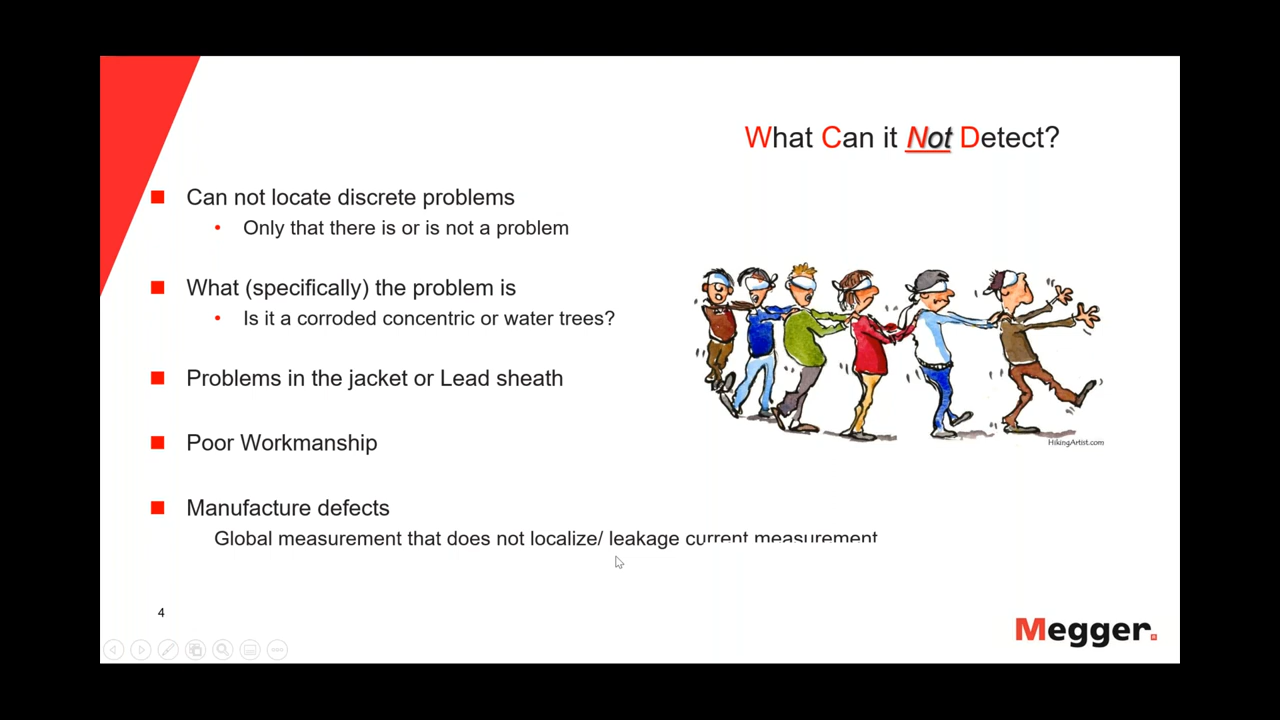 What Can it Not Detect?
Can not locate discrete problems
Only that there is or is not a problem
What (specifically) the problem is
Is it a corroded concentric or water trees?
Problems in the jacket or Lead sheath
Poor Workmanship
HikingArtist.com
Manufacture defects
Global measurement that does not localize/ leakage current measurement
4
Megger.